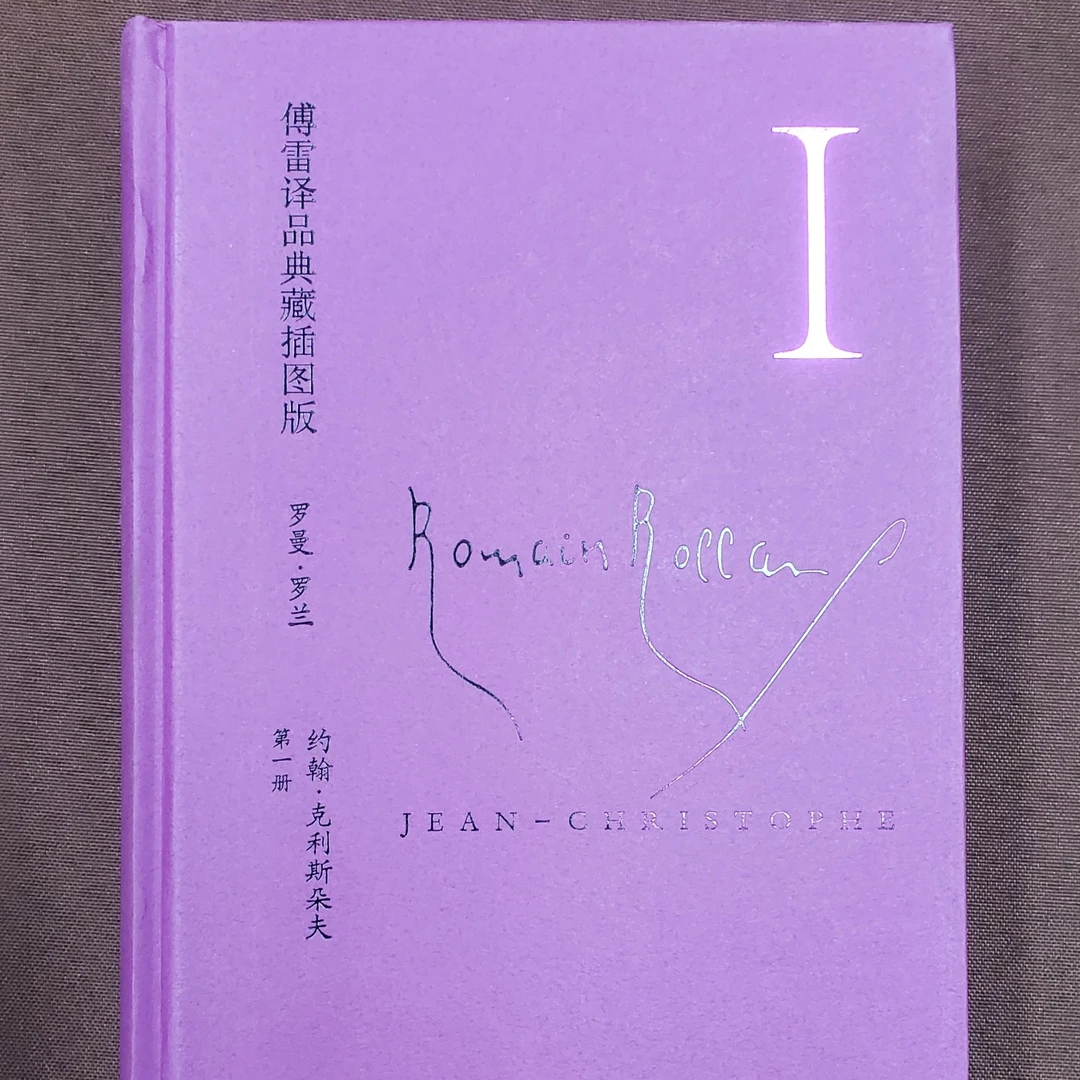 傅雷译品典藏插图版
罗曼·罗兰
约翰·克利斯朵夫
第一册
I
Romain Rolland
JEAN-CHRISTOPHE